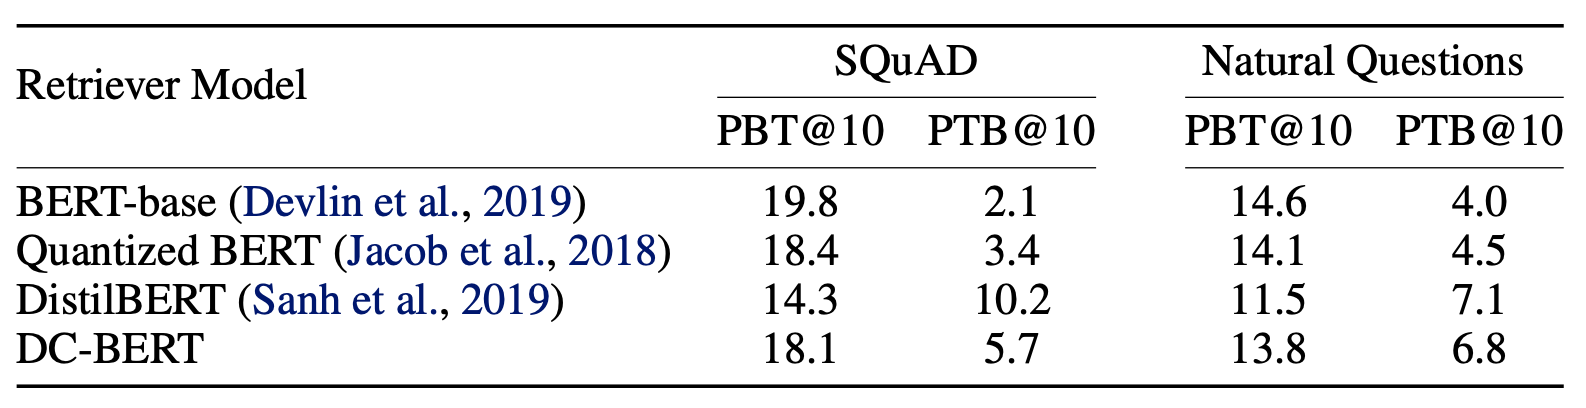 Retriever Model SQuAD Natural Questions
PBT@10 PTB@10 PBT@10 PTB@10
BERT-base (Devlin et al., 2019) 19.8 2.1 14.6 4.0
Quantized BERT (Jacob et al., 2018) 18.4 3.4 14.1 4.5
DistilBERT (Sanh et al., 2019) 14.3 10.2 11.5 7.1
DC-BERT 18.1 5.7 13.8 6.8